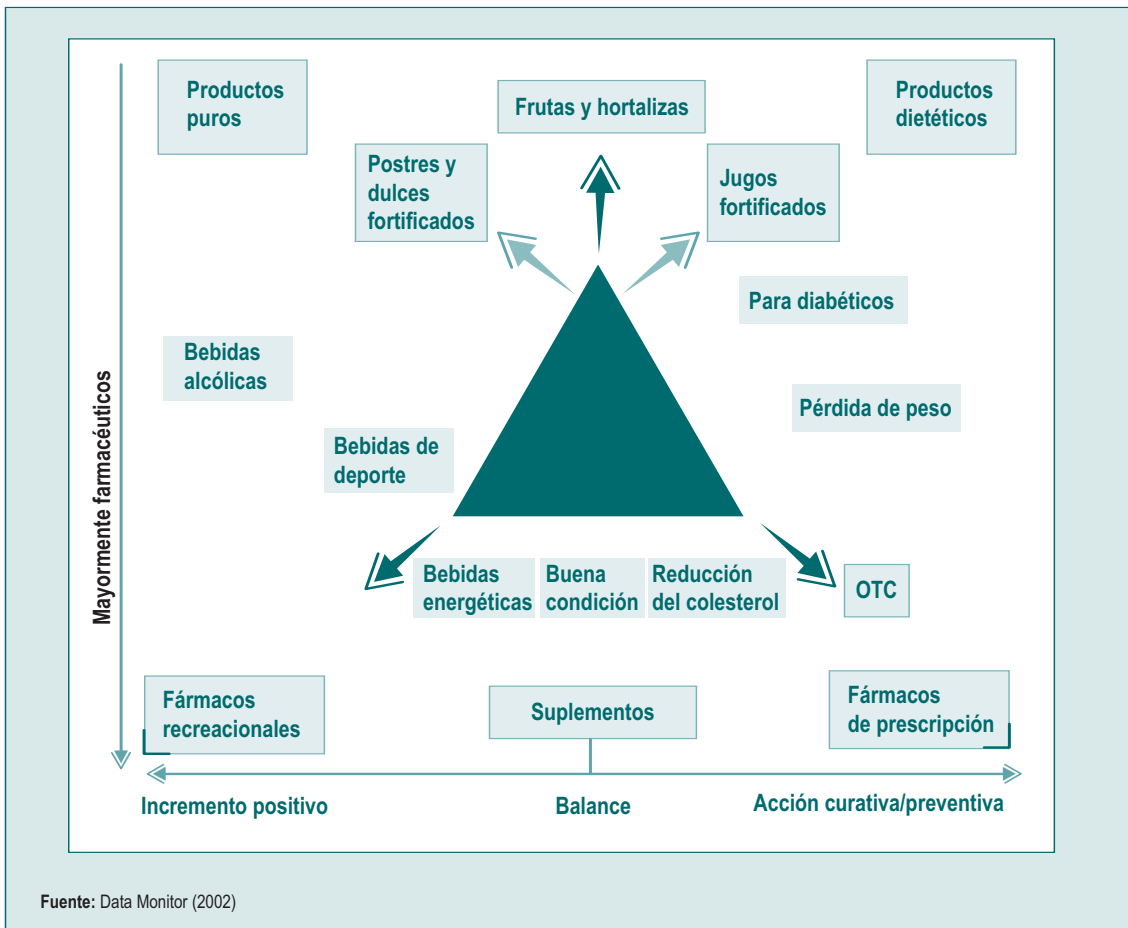 Productos
puros
Frutas y hortalizas
Productos
dietéticos
Postres y
dulces
fortificados
Jugos
fortificados
Para diabéticos
Bebidas
alcólicas
Pérdida de peso
Bebidas de
deporte
Mayormente farmacéuticos
Bebidas
energéticas
Buena
condición
Reducción
del colesterol
OTC
Fármacos
recreacionales
Suplementos
Fármacos
de prescripción
Incremento positivo
Balance
Acción curativa/preventiva
Fuente: Data Monitor (2002)